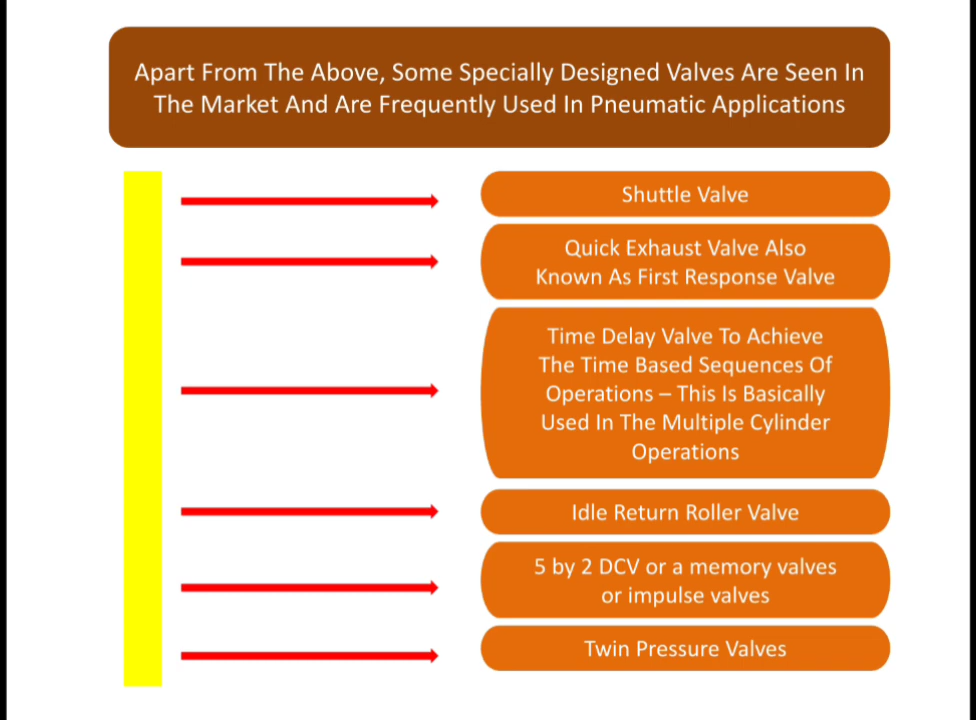 Apart From The Above, Some Specially Designed Valves Are Seen In
The Market And Are Frequently Used In Pneumatic Applications
Shuttle Valve
Quick Exhaust Valve Also
Known As First Response Valve
Time Delay Valve To Achieve
The Time Based Sequences Of
Operations – This Is Basically
Used In The Multiple Cylinder
Operations
Idle Return Roller Valve
5 by 2 DCV or a memory valves
or impulse valves
Twin Pressure Valves